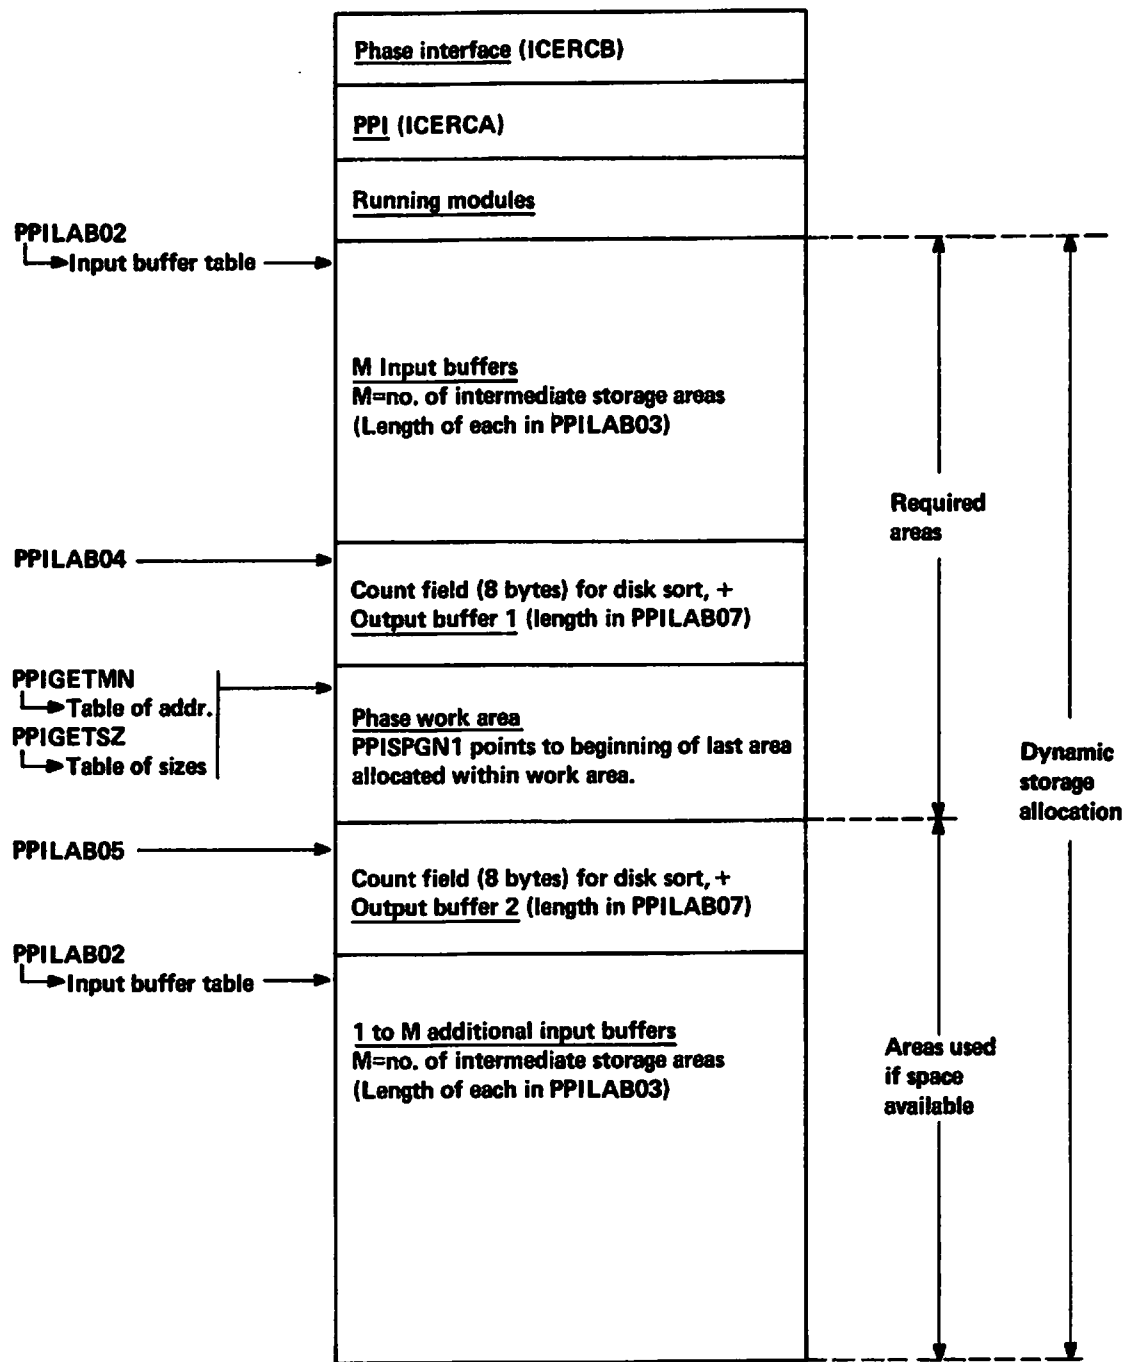 Phase interface (ICERCB)
PPI (ICERCA)
Running modules
PPILAB02
Input buffer table
M Input buffers
M=no. of intermediate storage areas
(Length of each in PPILAB03)
Required
areas
PPILAB04
Count field (8 bytes) for disk sort, +
Output buffer 1 (length in PPILAB07)
PPIGETMN
Table of addr.
PPIGETSZ
Table of sizes
Phase work area
PPISPGN1 points to beginning of last area
allocated within work area.
Dynamic
storage
allocation
PPILAB05
Count field (8 bytes) for disk sort, +
Output buffer 2 (length in PPILAB07)
PPILAB02
Input buffer table
1 to M additional input buffers
M=no. of intermediate storage areas
(Length of each in PPILAB03)
Areas used
if space
available